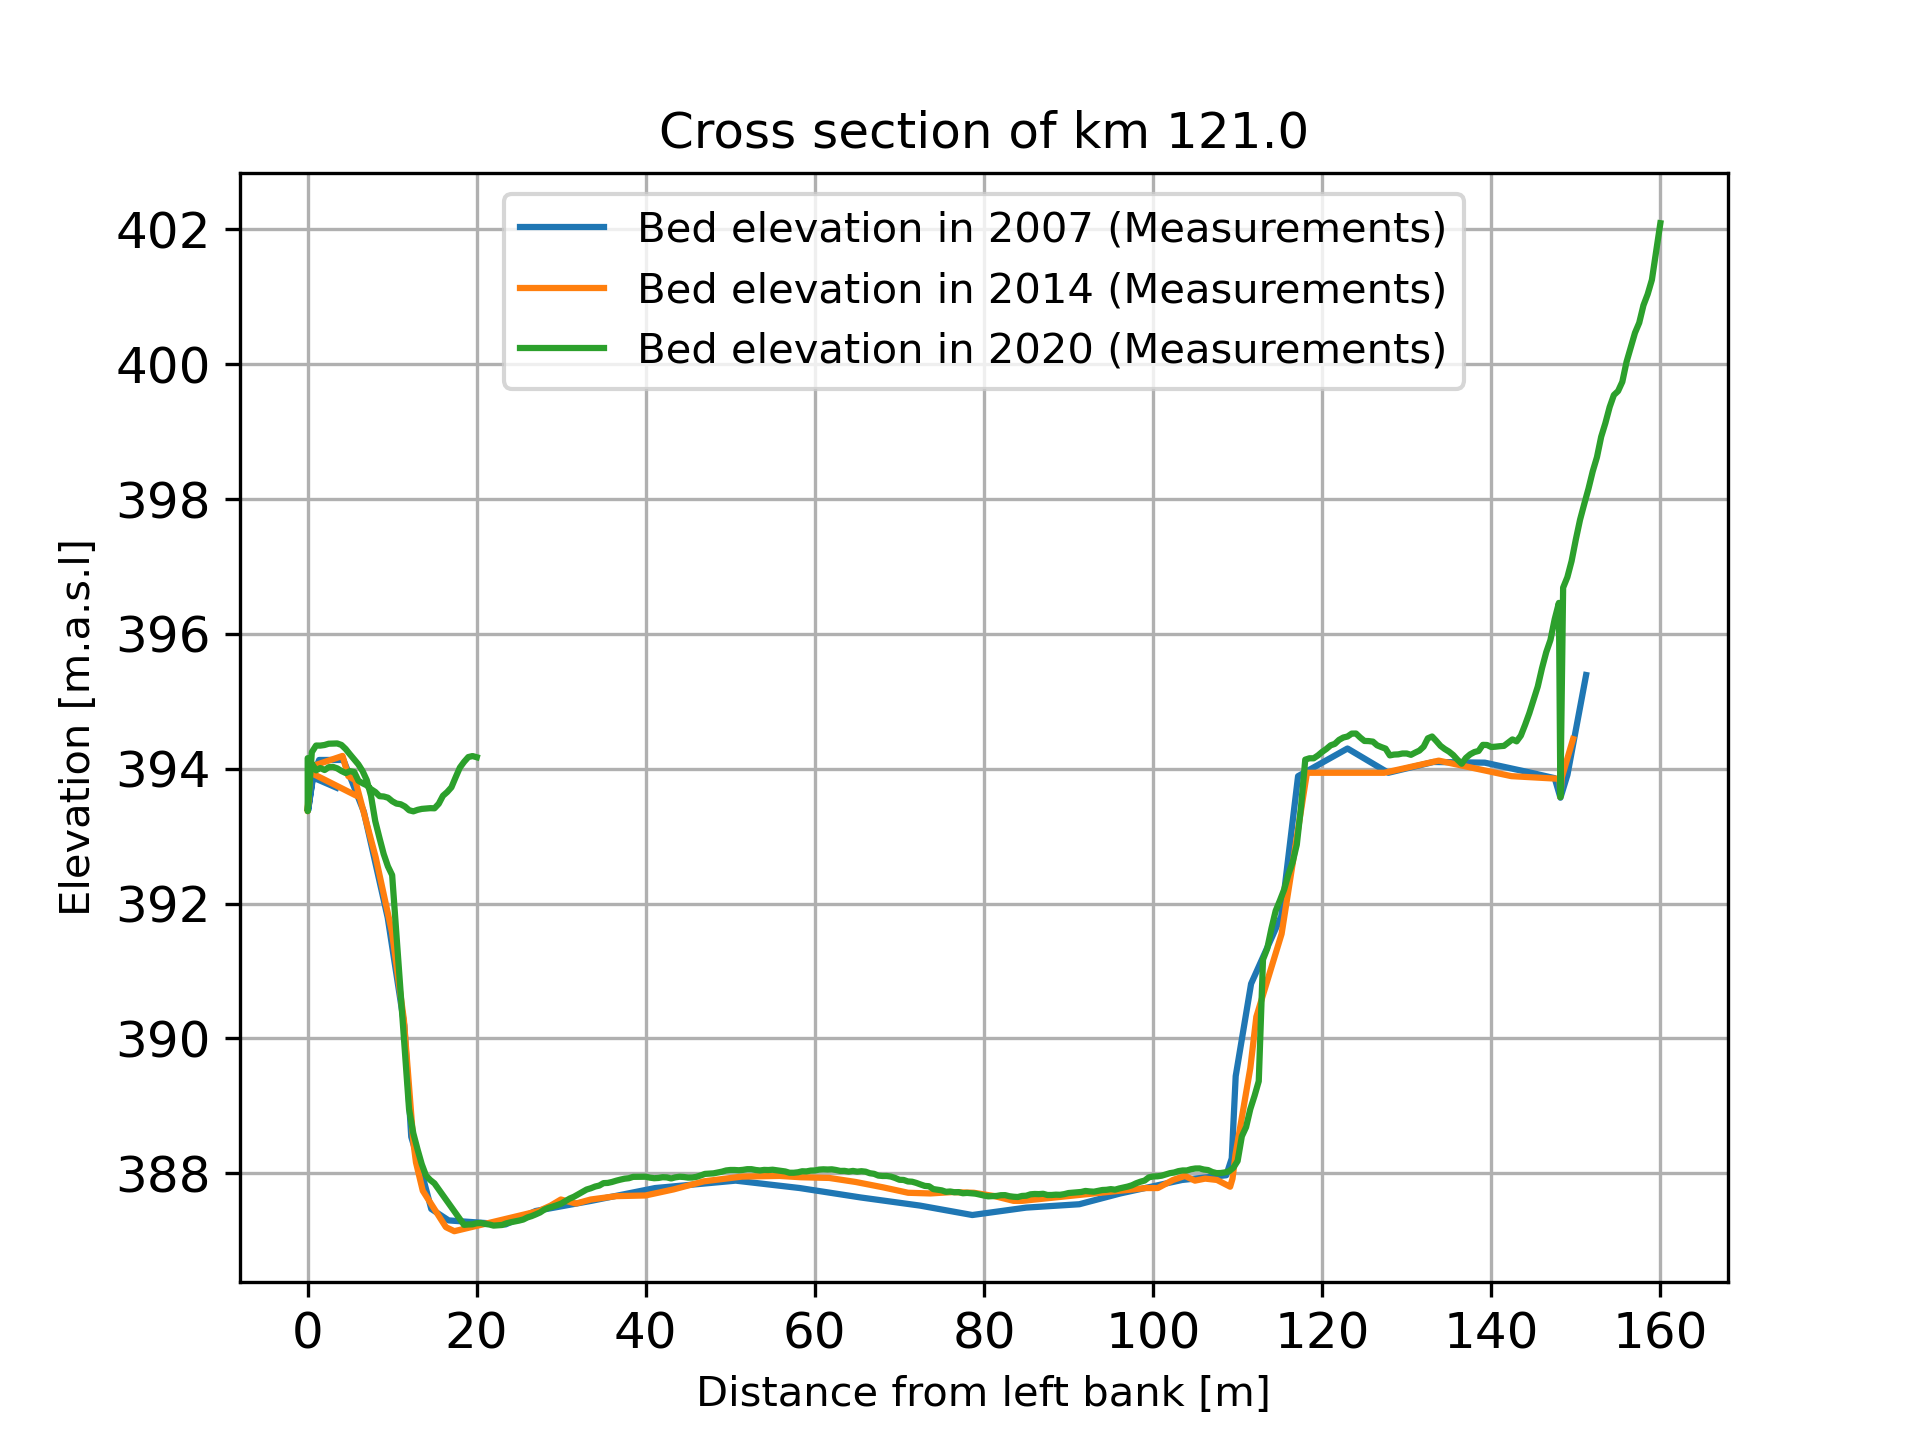 Cross section of km 121.0
Bed elevation in 2007 (Measurements)
Bed elevation in 2014 (Measurements)
Bed elevation in 2020 (Measurements)
402
400
398
396
394
392
390
388
Elevation [m.a.s.l]
0 20 40 60 80 100 120 140 160
Distance from left bank [m]